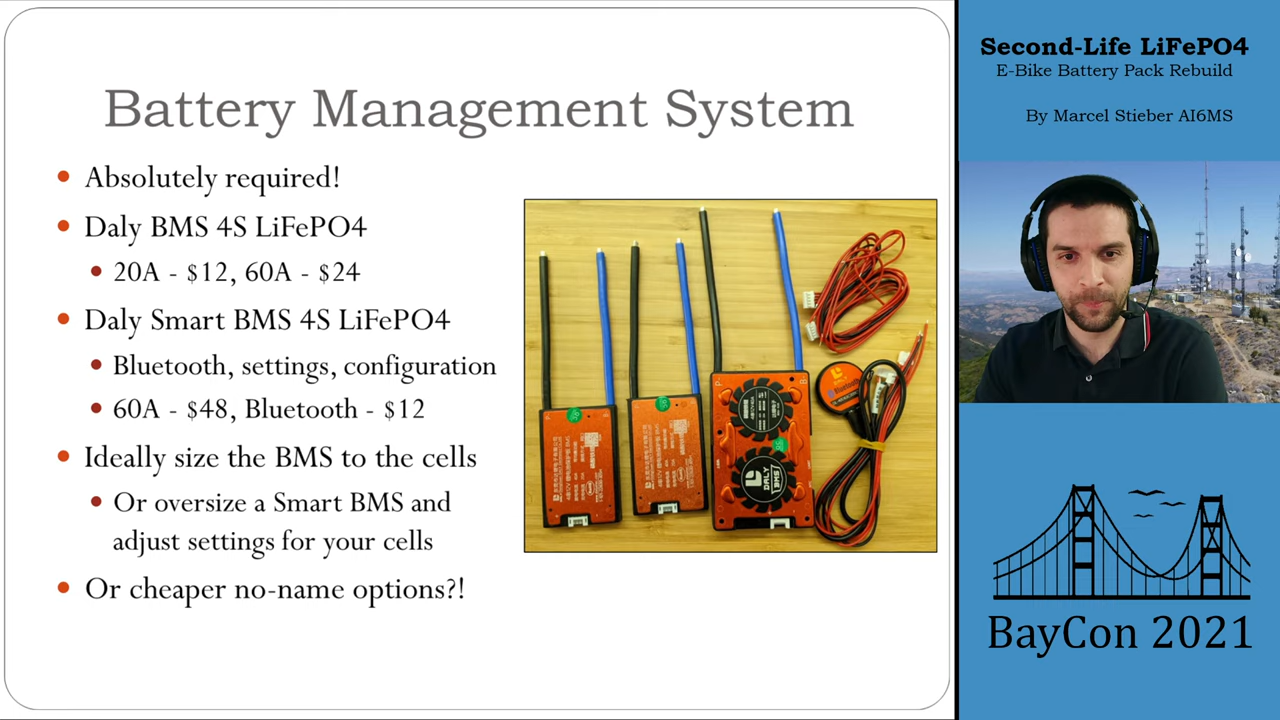 Battery Management System
Absolutely required!
Daly BMS 4S LiFePO4
20A - $12, 60A - $24
Daly Smart BMS 4S LiFePO4
Bluetooth, settings, configuration
60A - $48, Bluetooth - $12
Ideally size the BMS to the cells
Or oversize a Smart BMS and
adjust settings for your cells
Or cheaper no-name options?!
DALY
BMS
Bluetooth
Second-Life LiFePO4
E-Bike Battery Pack Rebuild
By Marcel Stieber AI6MS
BayCon 2021